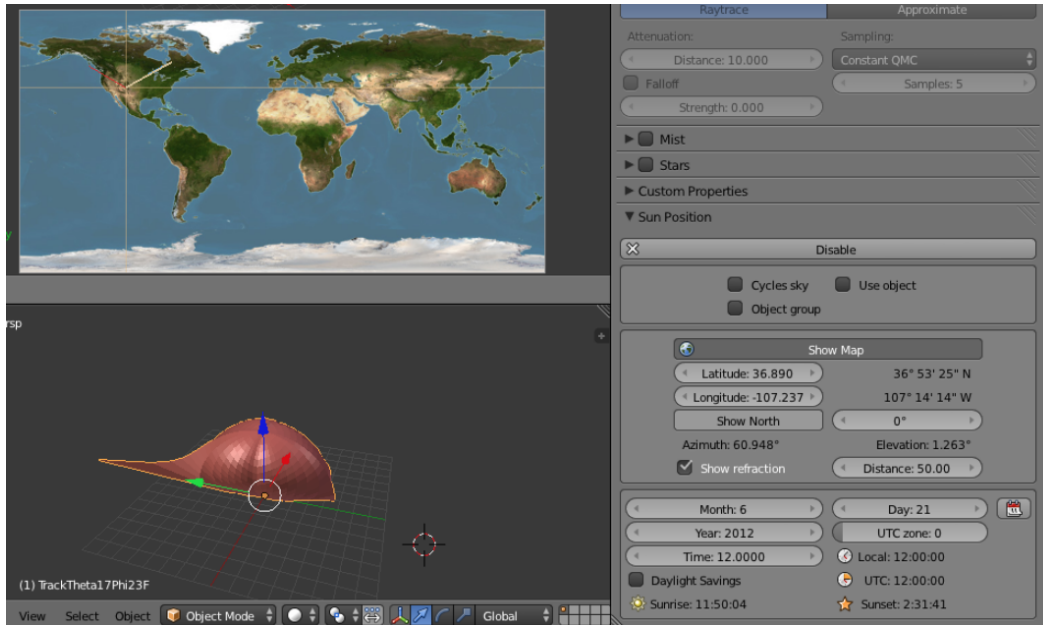 y
rsp
(1) TrackTheta17Phi23F
View Select Object Object Mode Global
Raytrace Approximate
Attenuation: Sampling:
Distance: 10.000 Constant QMC
Falloff Samples: 5
Strength: 0.000
Mist
Stars
Custom Properties
Sun Position
Disable
Cycles sky Use object
Object group
Show Map
Latitude: 36.890 36° 53' 25" N
Longitude: -107.237 107° 14' 14" W
Show North 0°
Azimuth: 60.948° Elevation: 1.263°
Show refraction Distance: 50.00
Month: 6 Day: 21
Year: 2012 UTC zone: 0
Time: 12.0000 Local: 12:00:00
Daylight Savings UTC: 12:00:00
Sunrise: 11:50:04 Sunset: 2:31:41